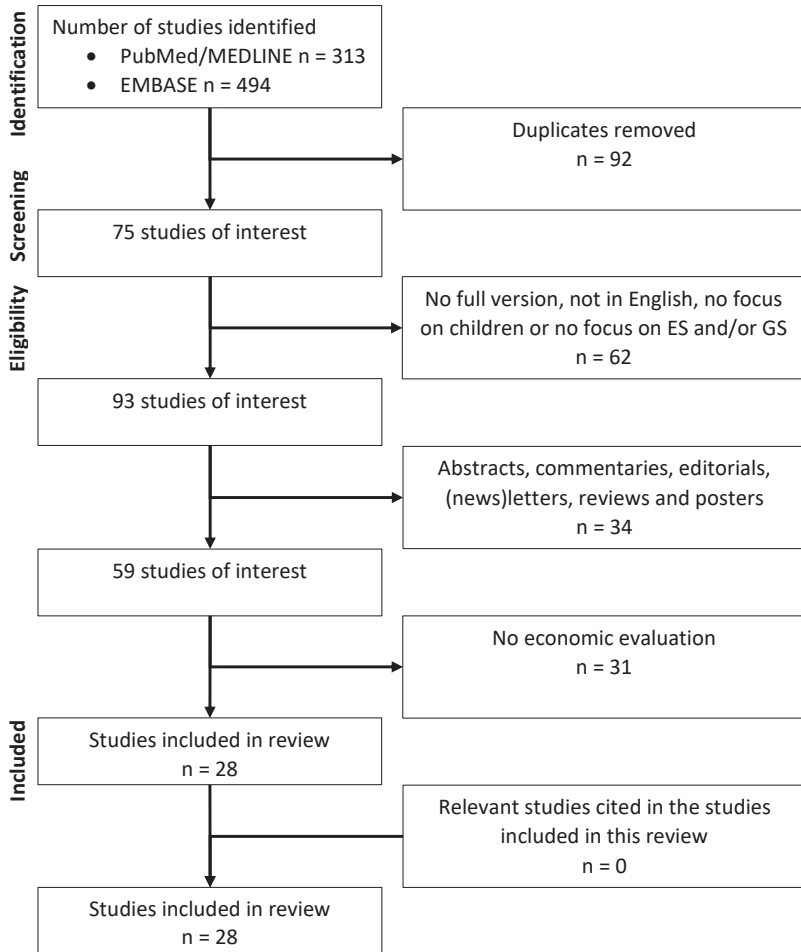 Identification
Number of studies identified
• PubMed/MEDLINE n = 313
• EMBASE n = 494
Duplicates removed
n = 92
Screening
75 studies of interest
Eligibility
No full version, not in English, no focus
on children or no focus on ES and/or GS
n = 62
93 studies of interest
Abstracts, commentaries, editorials,
(news)letters, reviews and posters
n = 34
59 studies of interest
No economic evaluation
n = 31
Included
Studies included in review
n = 28
Relevant studies cited in the studies
included in this review
n = 0
Studies included in review
n = 28